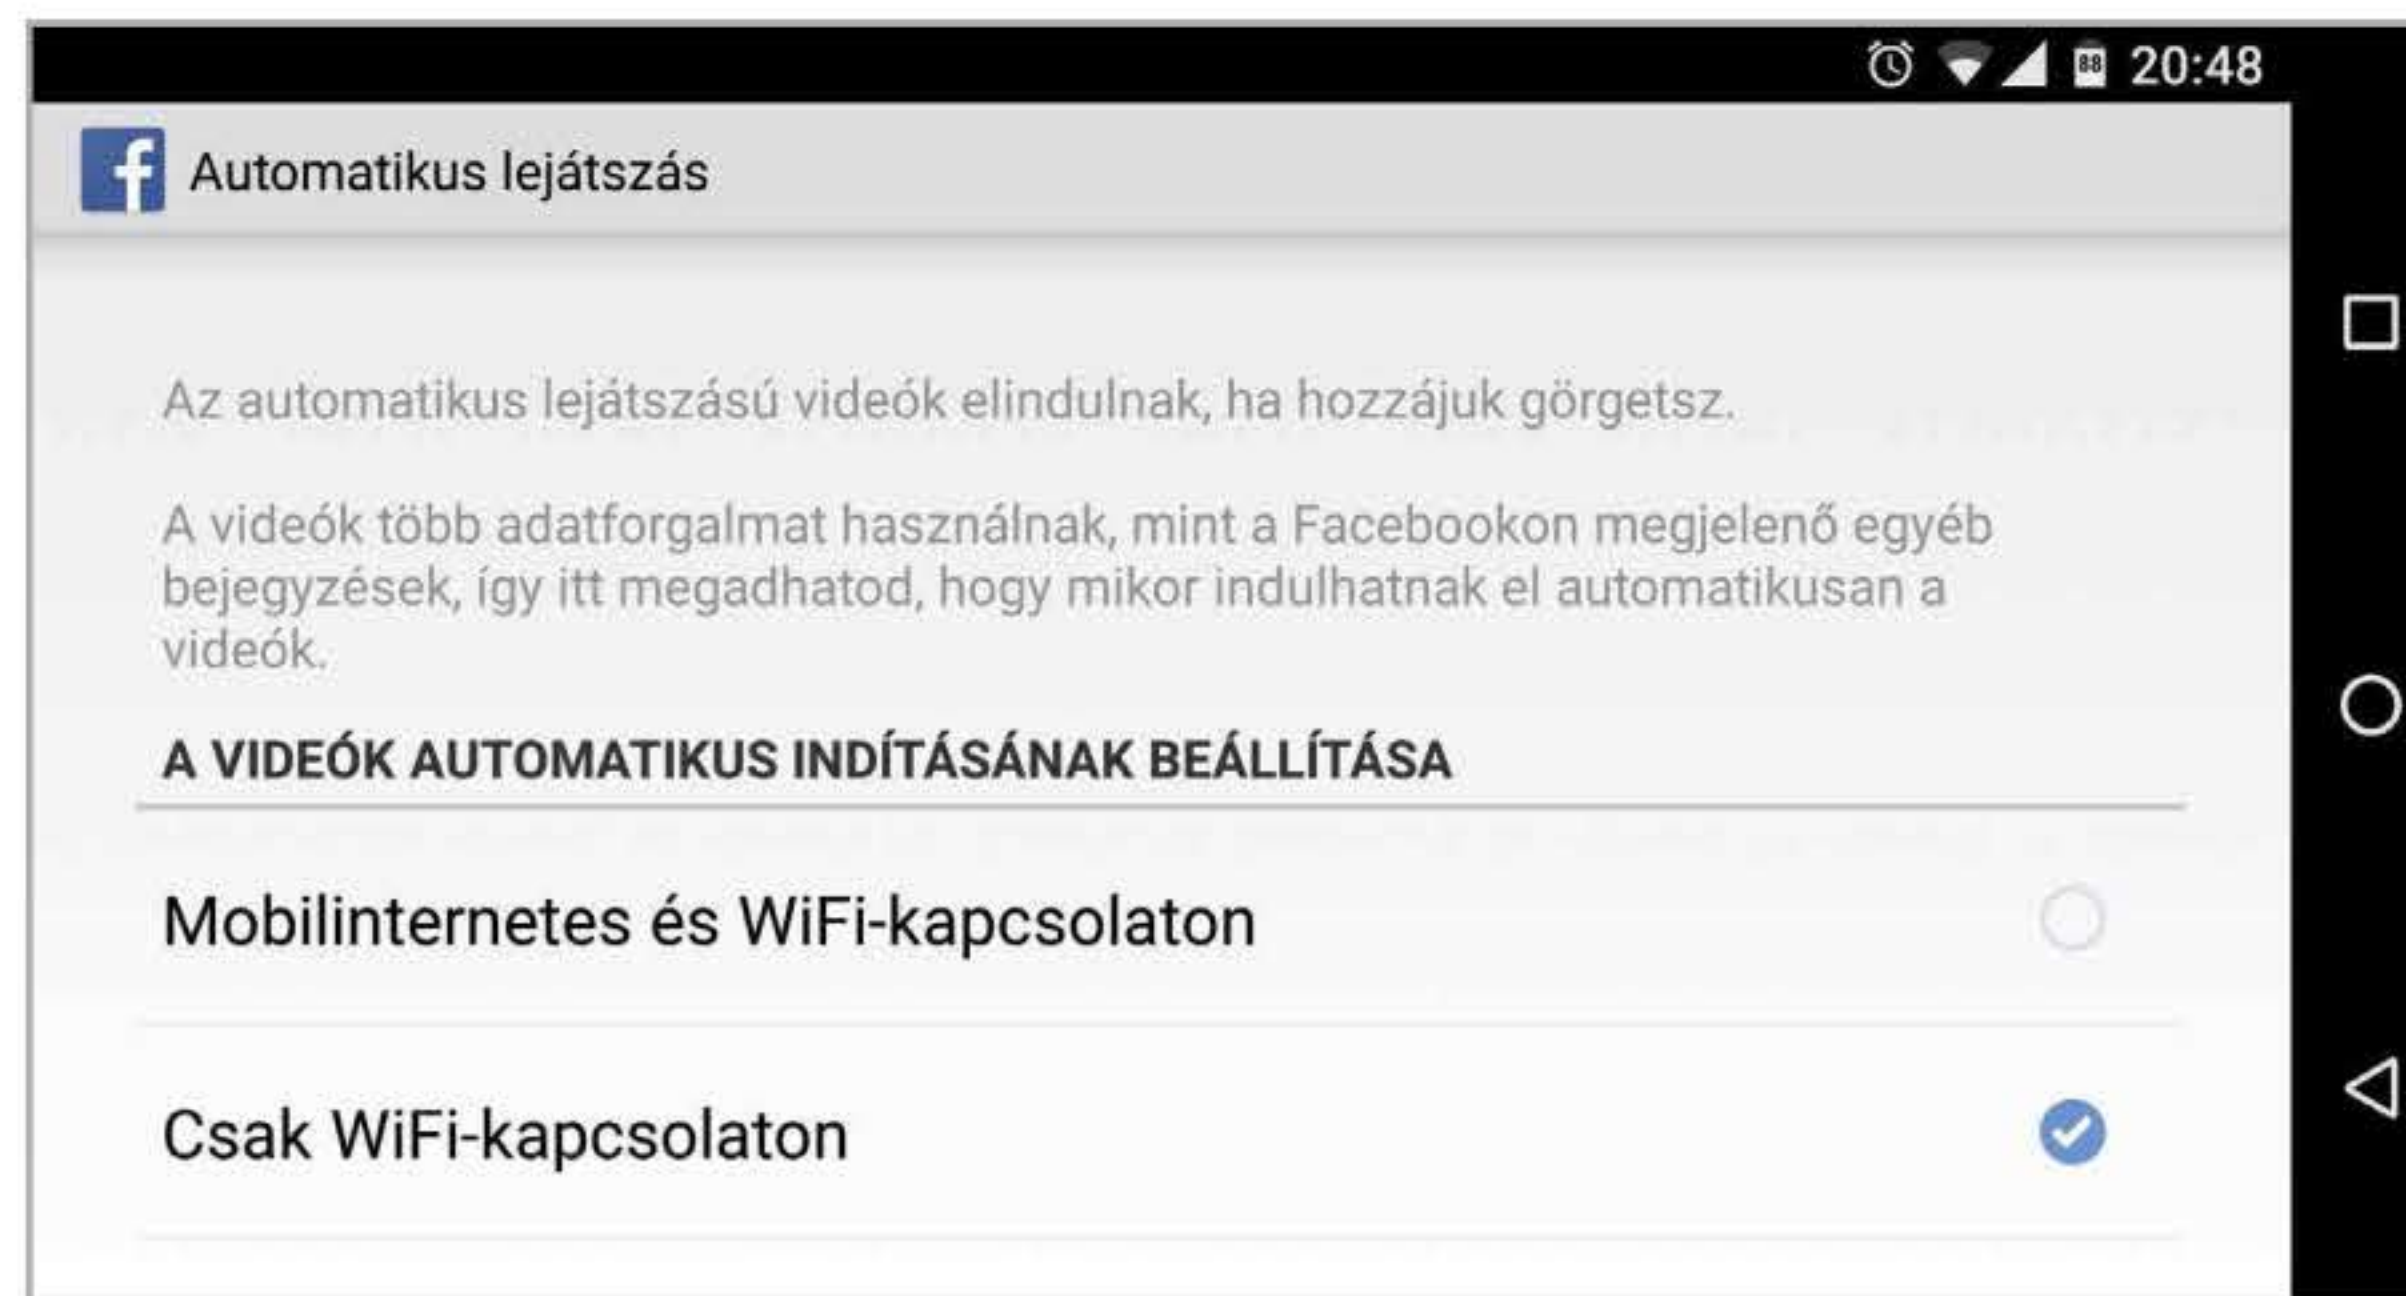 88 20:48
Automatikus lejátszás
Az automatikus lejátszású videók elindulnak, ha hozzájuk görgetsz.
A videók több adatforgalmat használnak, mint a Facebookon megjelenő egyéb
bejegyzések, így itt megadhatod, hogy mikor indulhatnak el automatikusan a
videók.
A VIDEÓK AUTOMATIKUS INDÍTÁSÁNAK BEÁLLÍTÁSA
Mobilinternetes és WiFi-kapcsolaton
Csak WiFi-kapcsolaton